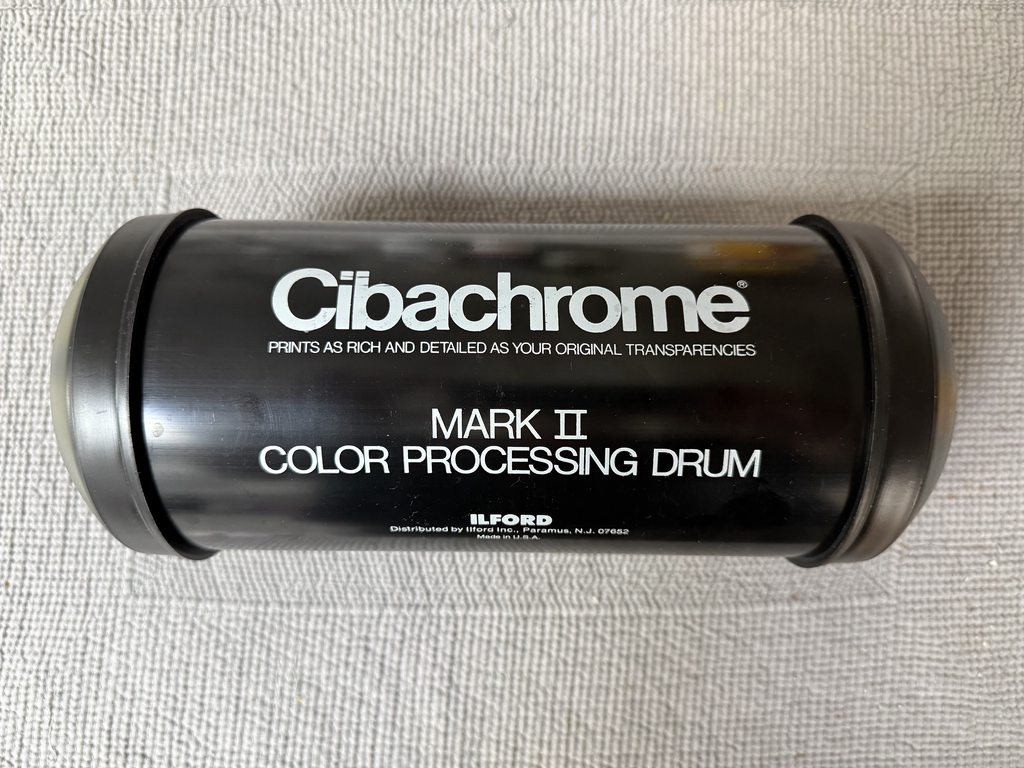 Cibachrome®
PRINTS AS RICH AND DETAILED AS YOUR ORIGINAL TRANSPARENCIES
MARK II
COLOR PROCESSING DRUM
ILFORD
Distributed by Ilford Inc., Paramus, N.J. 07652
Made in U.S.A.